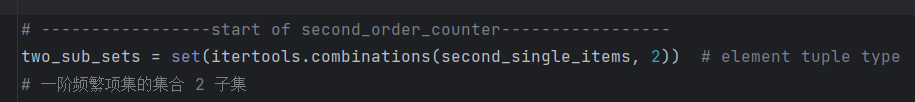 # -----------------start of second_order_counter-----------------
two_sub_sets = set(itertools.combinations(second_single_items, 2))  # element tuple type
# 一阶频繁项集的集合 2 子集